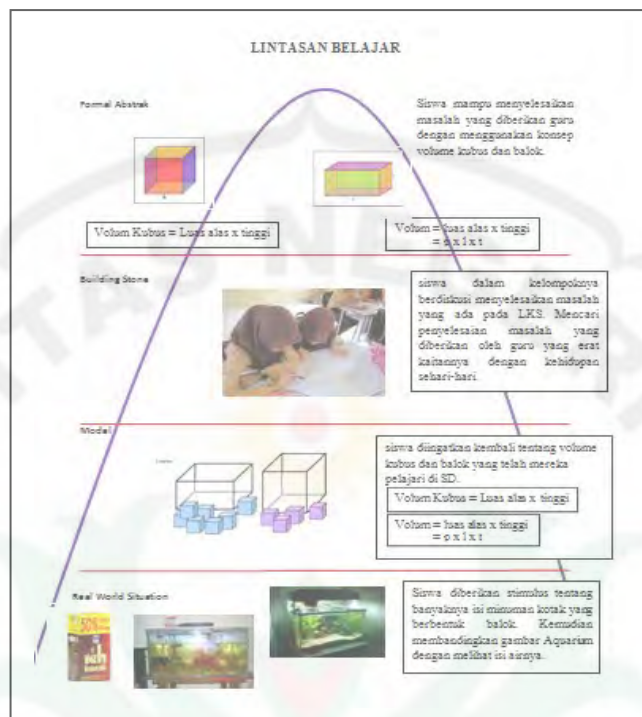 LINTASAN BELAJAR
Formal Abstrak
Siswa mampu menyelesaikan
masalah yang diberikan guru
dengan menggunakan konsep
volume kubus dan balok.
Volum Kubus = Luas alas x tinggi
Volum = luas alas x tinggi
= p x l x t
Building Stone
siswa dalam kelompoknya
berdiskusi menyelesaikan masalah
yang ada pada LKS. Mencari
penyelesaian masalah yang
diberikan oleh guru yang erat
kaitannya dengan kehidupan
sehari-hari.
Model
siswa diingatkan kembali tentang volume
kubus dan balok yang telah mereka
pelajari di SD.
Volum Kubus = Luas alas x tinggi
Volum = luas alas x tinggi
= p x l x t
Real World Situation
Siswa diberikan stimulus tentang
banyaknya isi minuman kotak yang
berbentuk balok. Kemudian
membandingkan gambar Aquarium
dengan melihat isi airnya.
50%